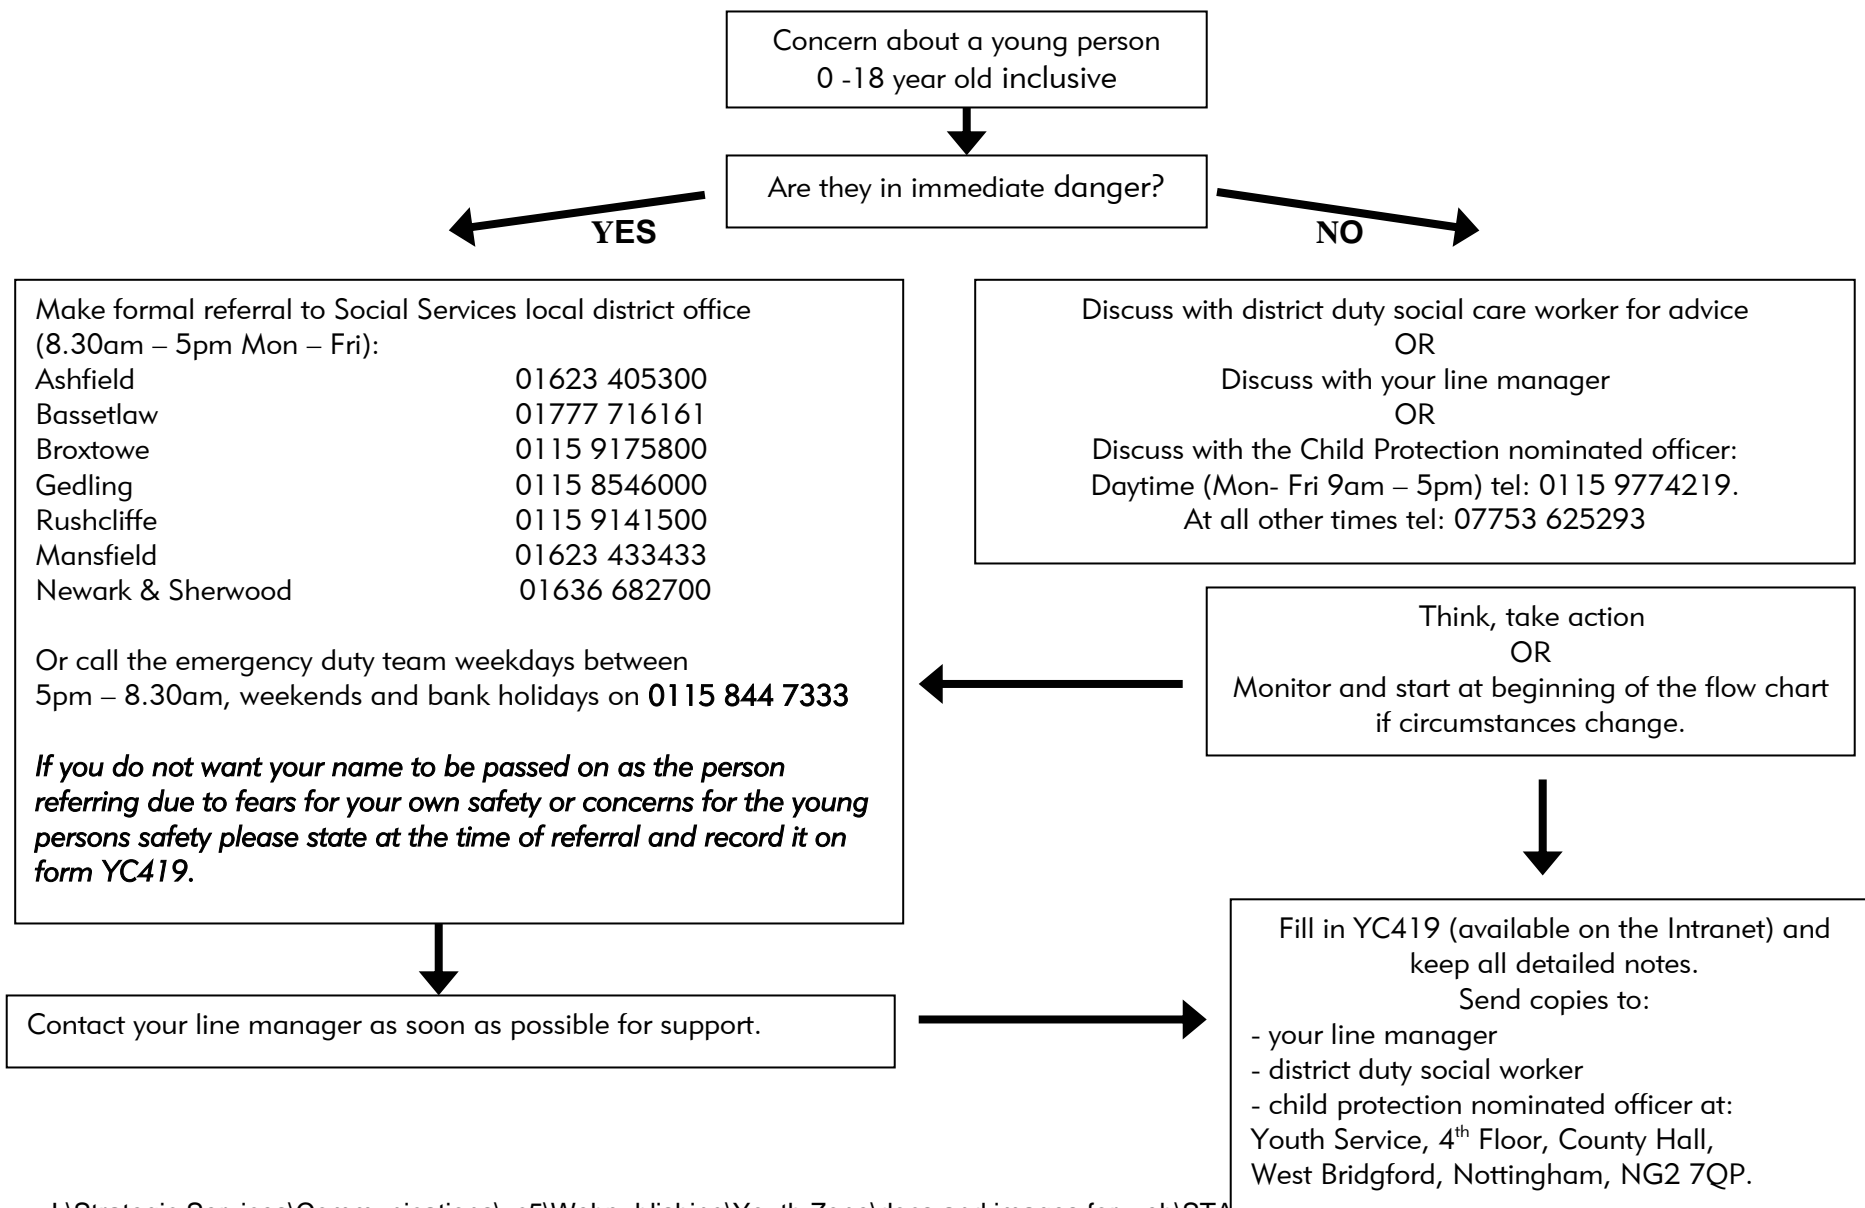 Concern about a young person
0 -18 year old inclusive
Are they in immediate danger?
YES
NO
Make formal referral to Social Services local district office
(8.30am – 5pm Mon – Fri):
Ashfield 01623 405300
Bassetlaw 01777 716161
Broxtowe 0115 9175800
Gedling 0115 8546000
Rushcliffe 0115 9141500
Mansfield 01623 433433
Newark & Sherwood 01636 682700
Or call the emergency duty team weekdays between
5pm – 8.30am, weekends and bank holidays on 0115 844 7333
If you do not want your name to be passed on as the person
referring due to fears for your own safety or concerns for the young
persons safety please state at the time of referral and record it on
form YC419.
Discuss with district duty social care worker for advice
OR
Discuss with your line manager
OR
Discuss with the Child Protection nominated officer:
Daytime (Mon- Fri 9am – 5pm) tel: 0115 9774219.
At all other times tel: 07753 625293
Think, take action
OR
Monitor and start at beginning of the flow chart
if circumstances change.
Contact your line manager as soon as possible for support.
Fill in YC419 (available on the Intranet) and
keep all detailed notes.
Send copies to:
- your line manager
- district duty social worker
- child protection nominated officer at:
Youth Service, 4th Floor, County Hall,
West Bridgford, Nottingham, NG2 7QP.